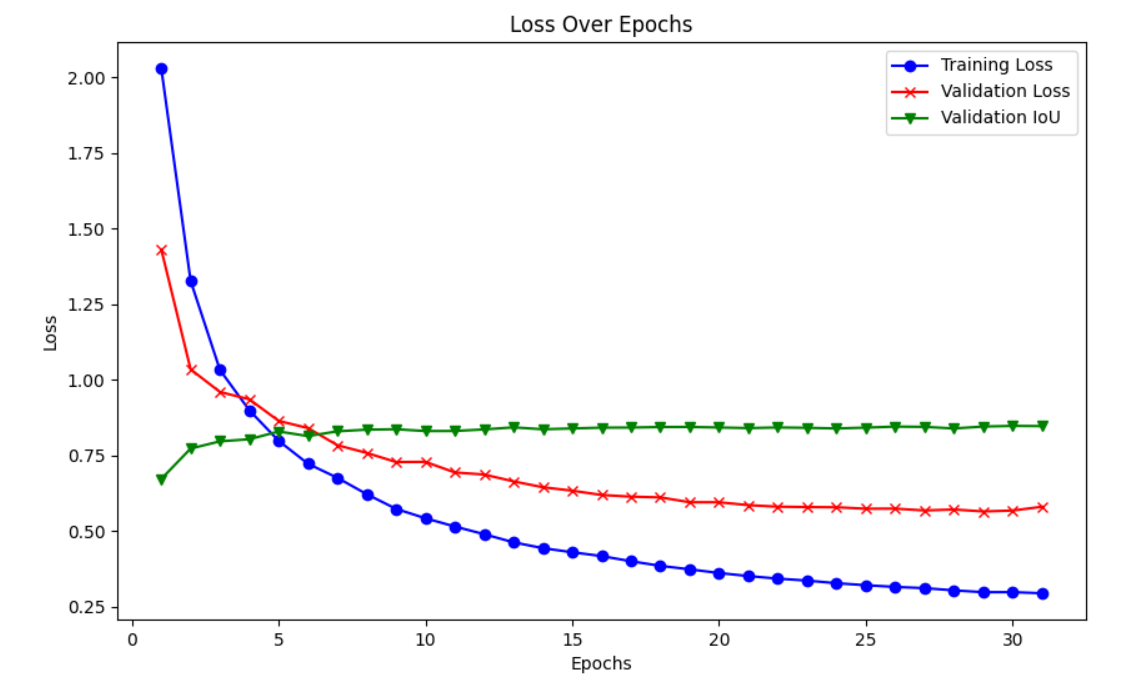 Loss Over Epochs
Training Loss
Validation Loss
Validation IoU
Loss
2.00
1.75
1.50
1.25
1.00
0.75
0.50
0.25
0 5 10 15 20 25 30
Epochs